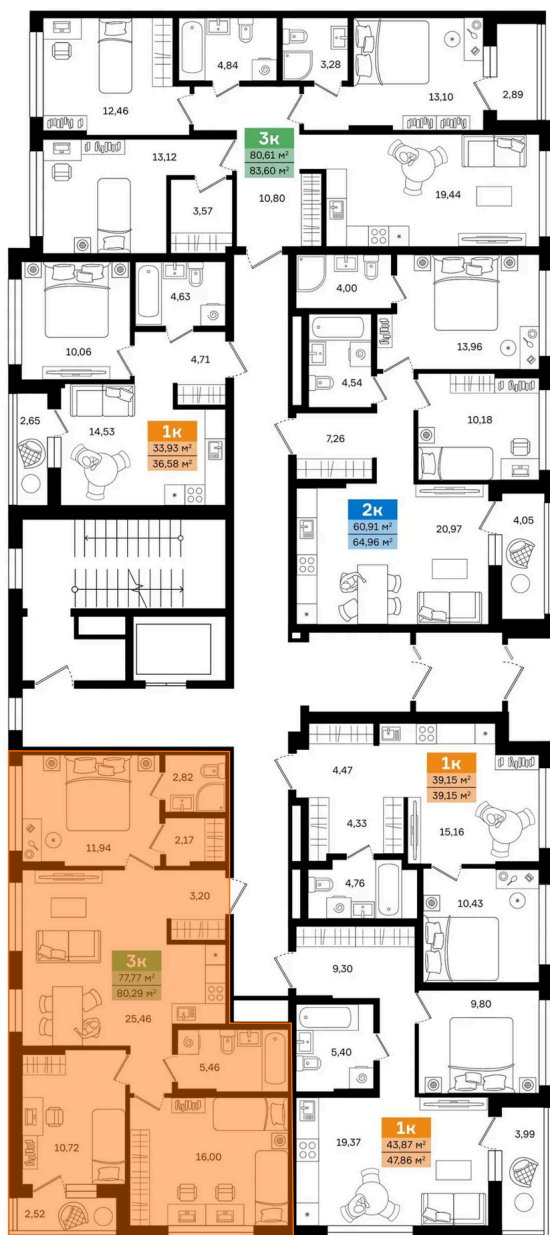 4,84
3,28
12,46
13,10
2,89
3к
80,61 м²
83,60 м²
13,12
3,57
10,80
19,44
4,63
4,00
10,06
4,71
13,96
4,54
2,65
14,53
1к
33,93 м²
36,58 м²
7,26
10,18
2к
60,91 м²
64,96 м²
20,97
4,05
2,82
11,94
2,17
4,47
1к
39,15 м²
39,15 м²
4,33
15,16
3,20
4,76
10,43
3к
77,77 м²
80,29 м²
25,46
9,30
9,80
5,46
5,40
10,72
16,00
19,37
1к
43,87 м²
47,86 м²
3,99
2,52